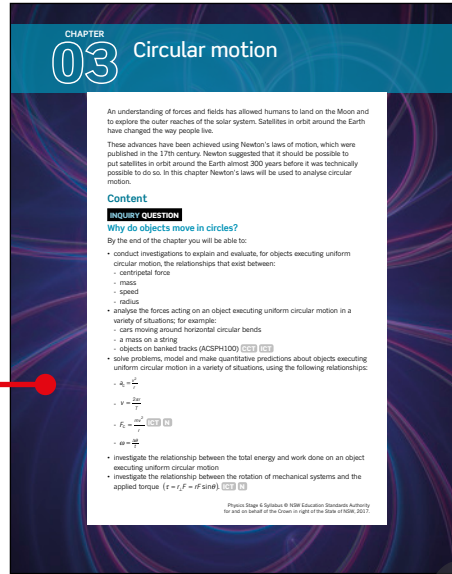 CHAPTER
03 Circular motion
An understanding of forces and fields has allowed humans to land on the Moon and
to explore the outer reaches of the solar system. Satellites in orbit around the Earth
have changed the way people live.
These advances have been achieved using Newton's laws of motion, which were
published in the 17th century. Newton suggested that it should be possible to
put satellites in orbit around the Earth almost 300 years before it was technically
possible to do so. In this chapter Newton's laws will be used to analyse circular
motion.
Content
INQUIRY QUESTION
Why do objects move in circles?
By the end of the chapter you will be able to:
• conduct investigations to explain and evaluate, for objects executing uniform
circular motion, the relationships that exist between:
- centripetal force
- mass
- speed
- radius
• analyse the forces acting on an object executing uniform circular motion in a
variety of situations; for example:
- cars moving around horizontal circular bends
- a mass on a string
- objects on banked tracks (ACSPH100) CCT ICT
• solve problems, model and make quantitative predictions about objects executing
uniform circular motion in a variety of situations, using the following relationships:
- a_c = v²/r
- v = 2πr/T
- F_c = mv²/r ICT N
- ω = Δθ/t
• investigate the relationship between the total energy and work done on an object
executing uniform circular motion
• investigate the relationship between the rotation of mechanical systems and the
applied torque (τ = r⊥F = rF sinθ). ICT N
Physics Stage 6 Syllabus © NSW Education Standards Authority
for and on behalf of the Crown in right of the State of NSW, 2017.